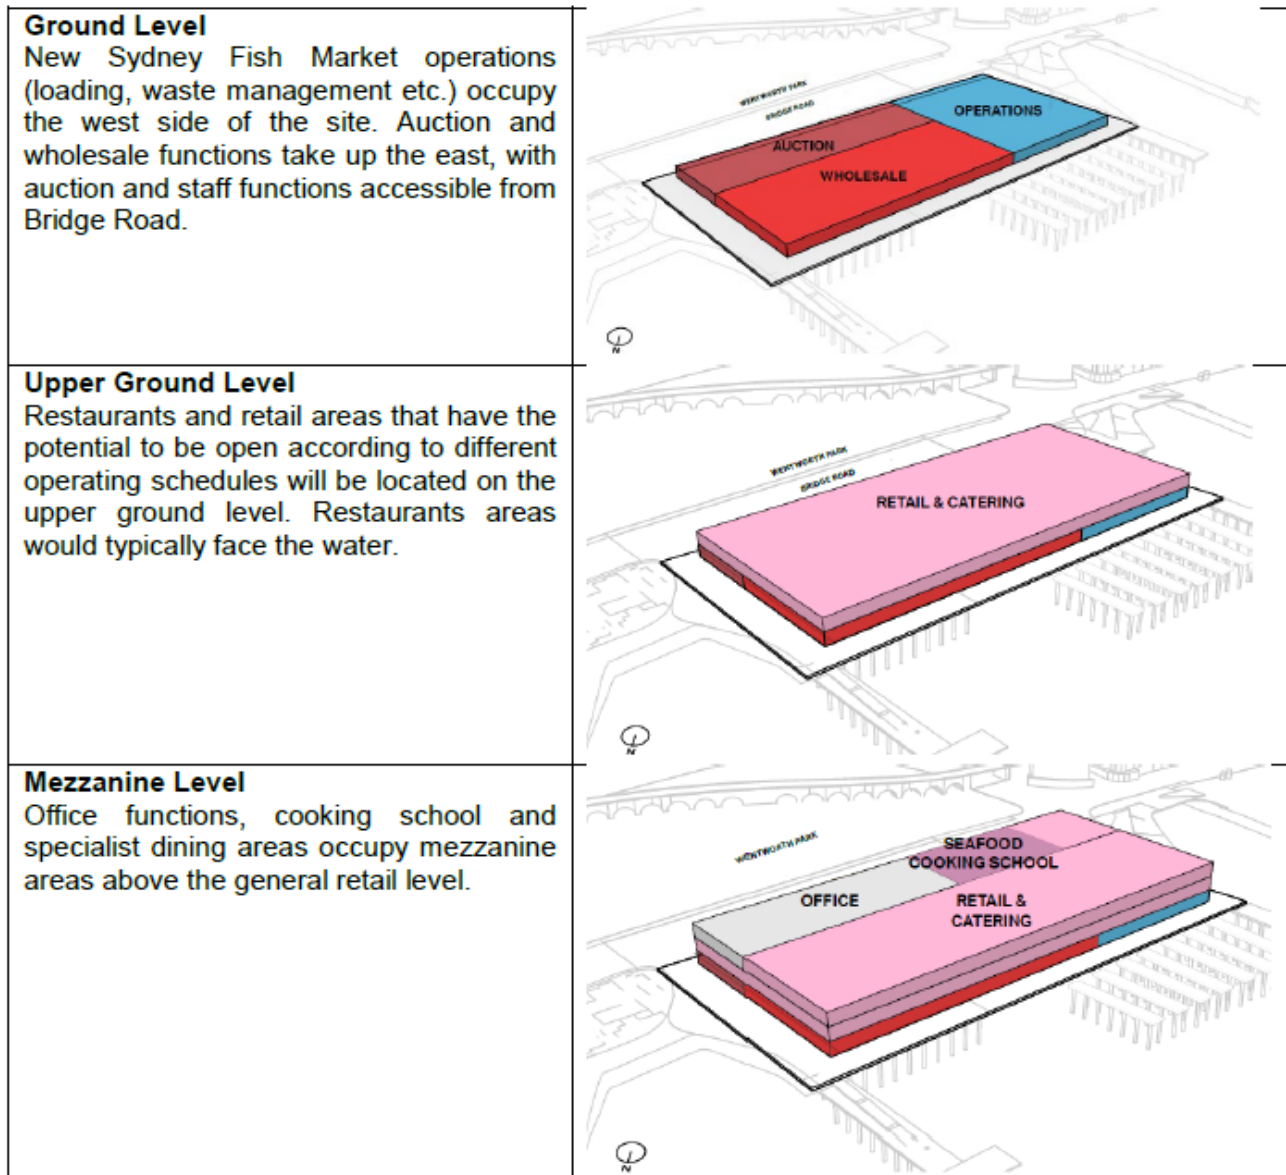 Ground Level
New Sydney Fish Market operations
(loading, waste management etc.) occupy
the west side of the site. Auction and
wholesale functions take up the east, with
auction and staff functions accessible from
Bridge Road.
WENTWORTH PARK
BRIDGE ROAD
OPERATIONS
AUCTION
WHOLESALE
N
Upper Ground Level
Restaurants and retail areas that have the
potential to be open according to different
operating schedules will be located on the
upper ground level. Restaurants areas
would typically face the water.
WENTWORTH PARK
BRIDGE ROAD
RETAIL & CATERING
N
Mezzanine Level
Office functions, cooking school and
specialist dining areas occupy mezzanine
areas above the general retail level.
WENTWORTH PARK
SEAFOOD
COOKING SCHOOL
OFFICE
RETAIL &
CATERING
N